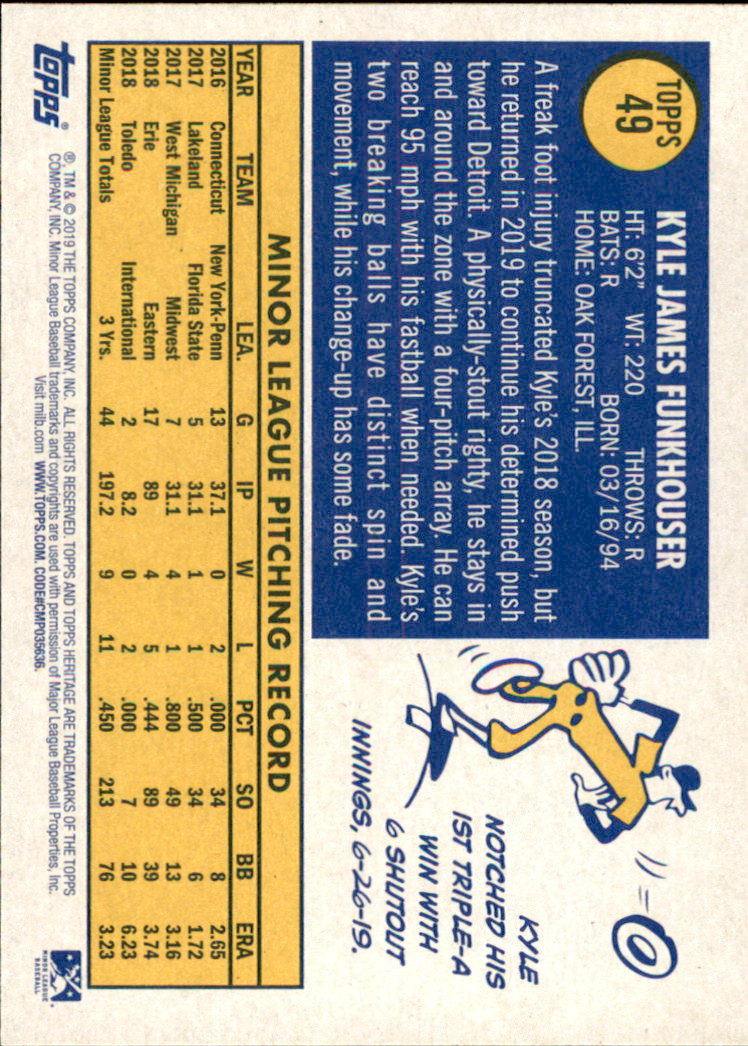 TOPPS
49
KYLE JAMES FUNKHOUSER
HT: 6'2" WT: 220 THROWS: R
BATS: R BORN: 03/16/94
HOME: OAK FOREST, ILL.
A freak foot injury truncated Kyle's 2018 season, but
he returned in 2019 to continue his determined push
toward Detroit. A physically-stout righty, he stays in
and around the zone with a four-pitch array. He can
reach 95 mph with his fastball when needed. Kyle's
two breaking balls have distinct spin and
movement, while his change-up has some fade.
KYLE
NOTCHED HIS
1ST TRIPLE-A
WIN WITH
6 SHUTOUT
INNINGS, 6-26-19.
MINOR LEAGUE PITCHING RECORD
YEAR TEAM LEA. G IP W L PCT SO BB ERA
2016 Connecticut New York-Penn 13 37.1 0 2 .000 34 8 2.65
2017 Lakeland Florida State 5 31.1 1 1 .500 34 6 1.72
2017 West Michigan Midwest 7 31.1 4 1 .800 49 13 3.16
2018 Erie Eastern 17 89 4 5 .444 89 39 3.74
2018 Toledo International 2 8.2 0 2 .000 7 10 6.23
Minor League Totals 3 Yrs. 44 197.2 9 11 .450 213 76 3.23
topps®
®, TM & © 2019 THE TOPPS COMPANY, INC. ALL RIGHTS RESERVED. TOPPS AND TOPPS HERITAGE ARE TRADEMARKS OF THE TOPPS
COMPANY, INC. Minor League Baseball trademarks and copyrights are used with permission of Major League Baseball Properties, Inc.
Visit milb.com WWW.TOPPS.COM. CODE#CMP035636.
MINOR LEAGUE
BASEBALL